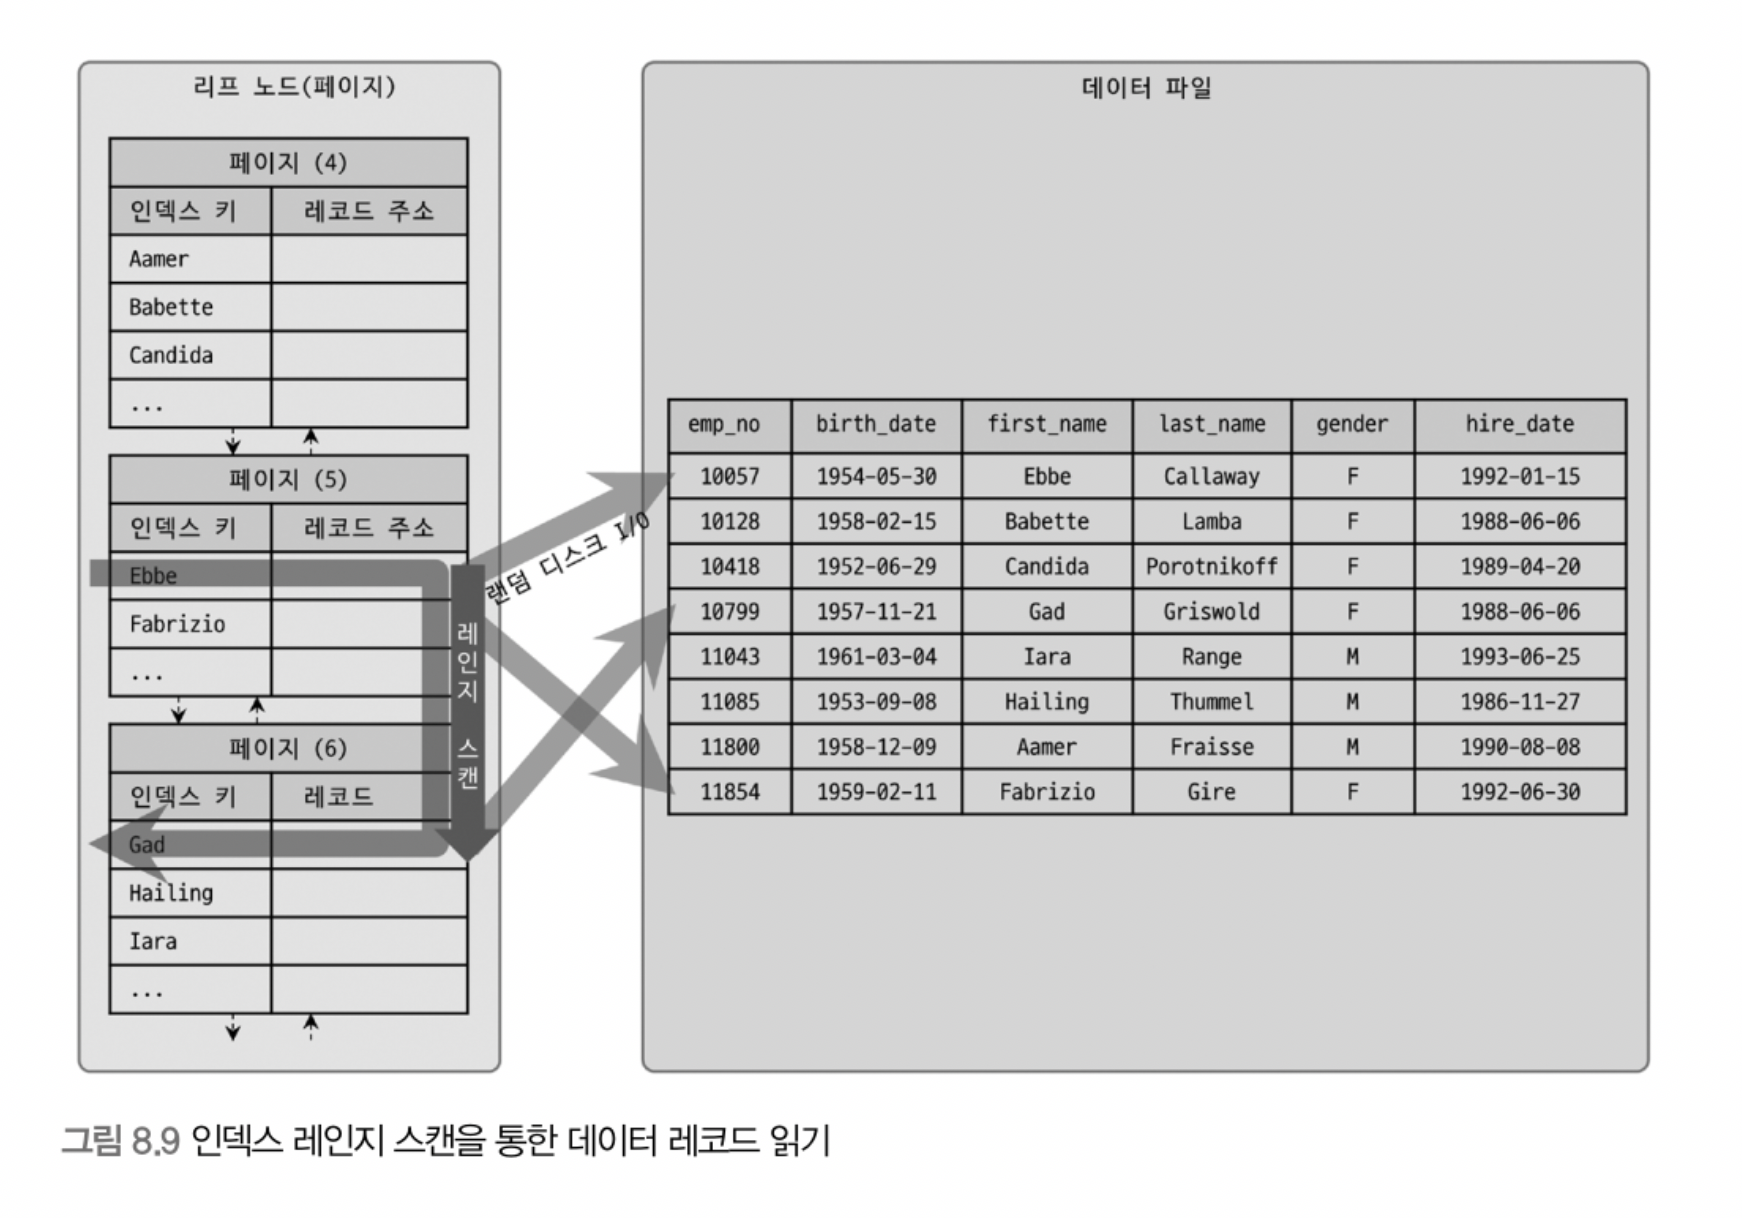 리프 노드(페이지)
페이지 (4)
인덱스 키 레코드 주소
Aamer
Babette
Candida
...
페이지 (5)
인덱스 키 레코드 주소
Ebbe
Fabrizio
...
페이지 (6)
인덱스 키 레코드
Gad
Hailing
Iara
...
레인지 스캔
랜덤 디스크 I/O
데이터 파일
emp_no birth_date first_name last_name gender hire_date
10057 1954-05-30 Ebbe Callaway F 1992-01-15
10128 1958-02-15 Babette Lamba F 1988-06-06
10418 1952-06-29 Candida Porotnikoff F 1989-04-20
10799 1957-11-21 Gad Griswold F 1988-06-06
11043 1961-03-04 Iara Range M 1993-06-25
11085 1953-09-08 Hailing Thummel M 1986-11-27
11800 1958-12-09 Aamer Fraisse M 1990-08-08
11854 1959-02-11 Fabrizio Gire F 1992-06-30
그림 8.9 인덱스 레인지 스캔을 통한 데이터 레코드 읽기